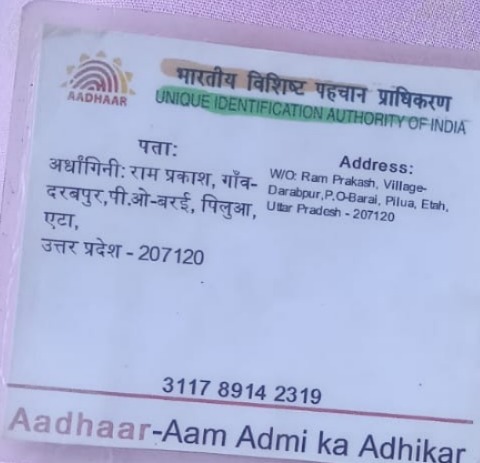 AADHAAR
भारतीय विशिष्ट पहचान प्राधिकरण
UNIQUE IDENTIFICATION AUTHORITY OF INDIA
पता:
अर्धांगिनी: राम प्रकाश, गाँव-
दरबपुर,पी.ओ-बरई, पिलुआ,
एटा,
उत्तर प्रदेश - 207120
Address:
W/O: Ram Prakash, Village-
Darabpur,P.O-Barai, Pilua, Etah,
Uttar Pradesh - 207120
3117 8914 2319
Aadhaar-Aam Admi ka Adhikar